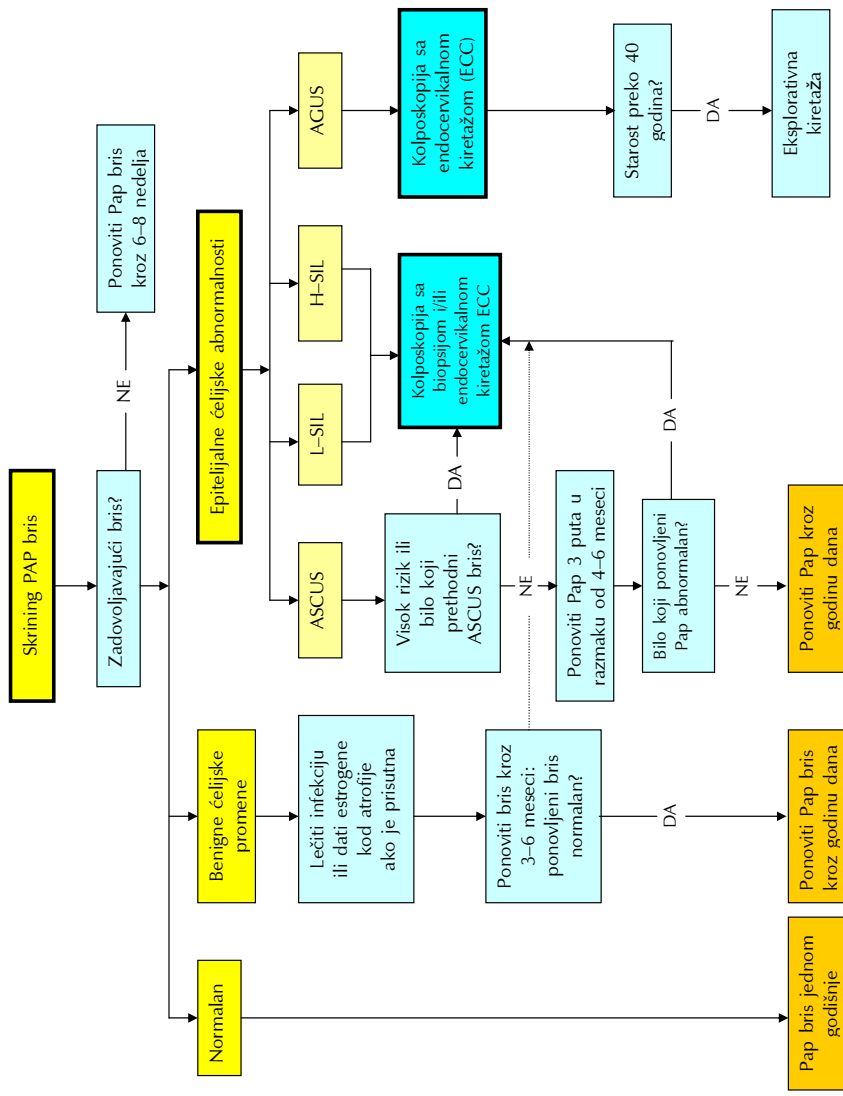 Skrining PAP bris
Zadovoljavajući bris?
NE
Ponoviti Pap bris
kroz 6–8 nedelja
Normalan
Benigne ćelijske
promene
Epitelijalne ćelijske abnormalnosti
ASCUS
L–SIL
H–SIL
AGUS
Lečiti infekciju
ili dati estrogene
kod atrofije
ako je prisutna
Visok rizik ili
bilo koji
prethodni
ASCUS bris?
DA
Kolposkopija sa
biopsijom i/ili
endocervikalnom
kiretažom ECC
Kolposkopija sa
endocervikalnom
kiretažom (ECC)
Ponoviti bris kroz
3–6 meseci:
ponovljeni bris
normalan?
NE
Ponoviti Pap 3 puta u
razmaku od 4–6 meseci
Starost preko 40
godina?
Bilo koji ponovljeni
Pap abnormalan?
DA
DA
NE
DA
Pap bris jednom
godišnje
Ponoviti Pap bris
kroz godinu dana
Ponoviti Pap kroz
godinu dana
Eksplorativna
kiretaža